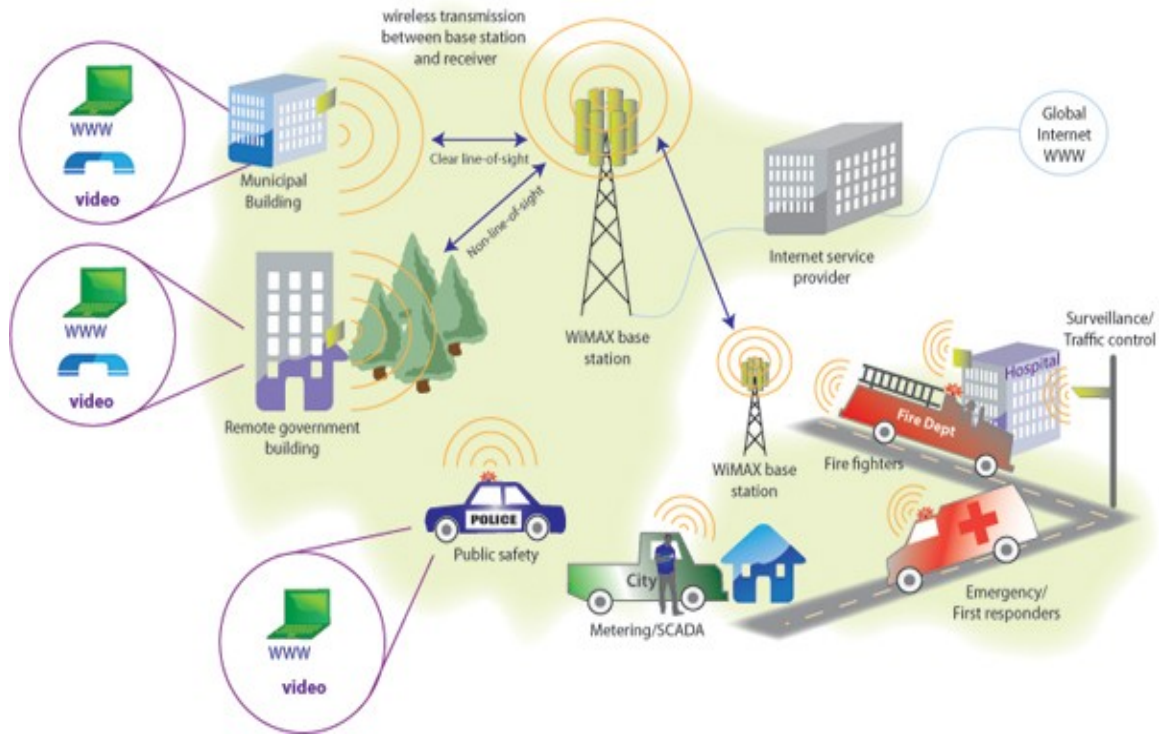 wireless transmission
between base station
and receiver
WWW
video
Municipal
Building
Clear line-of-sight
Non-line-of-sight
Global
Internet
WWW
Internet service
provider
WiMAX base
station
WWW
video
Remote government
building
Surveillance/
Traffic control
Hospital
Fire Dept
Fire fighters
WiMAX base
station
POLICE
Public safety
City
Metering/SCADA
Emergency/
First responders
WWW
video